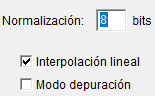 Normalización: 8 bits
Interpolación lineal
Modo depuración